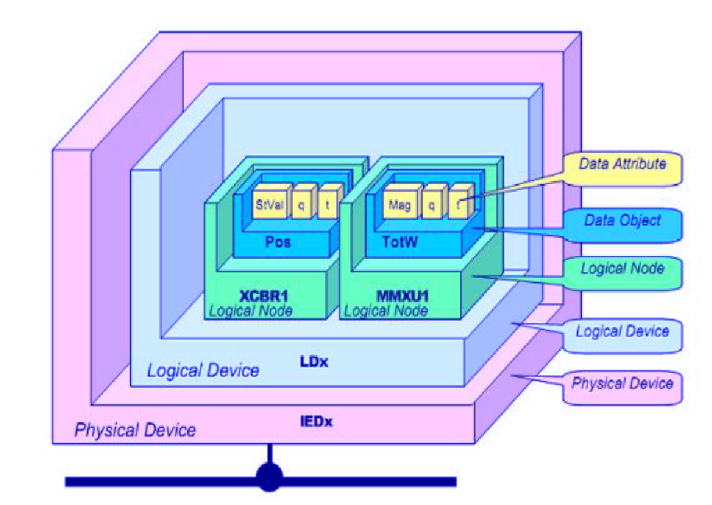 Data Attribute
StVal q t
Mag q t
Data Object
Pos
TotW
Logical Node
XCBR1
Logical Node
MMXU1
Logical Node
Logical Device
LDx
Logical Device
Physical Device
IEDx
Physical Device